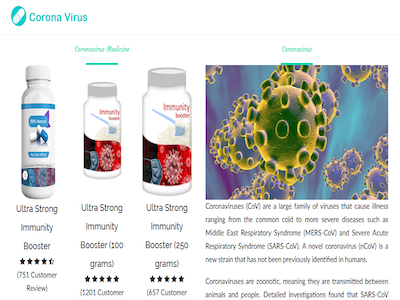 Corona Virus
Coronavirus Medicine
Coronavirus
100% Natural
Immunity
booster
Immunity
booster
Ultra Strong
Immunity
Booster
(751 Customer
Review)
Ultra Strong
Immunity
Booster (100
grams)
(1201 Customer
Ultra Strong
Immunity
Booster (250
grams)
(657 Customer
Coronaviruses (CoV) are a large family of viruses that cause illness
ranging from the common cold to more severe diseases such as
Middle East Respiratory Syndrome (MERS-CoV) and Severe Acute
Respiratory Syndrome (SARS-CoV). A novel coronavirus (nCoV) is a
new strain that has not been previously identified in humans.
Coronaviruses are zoonotic, meaning they are transmitted between
animals and people. Detailed investigations found that SARS-CoV